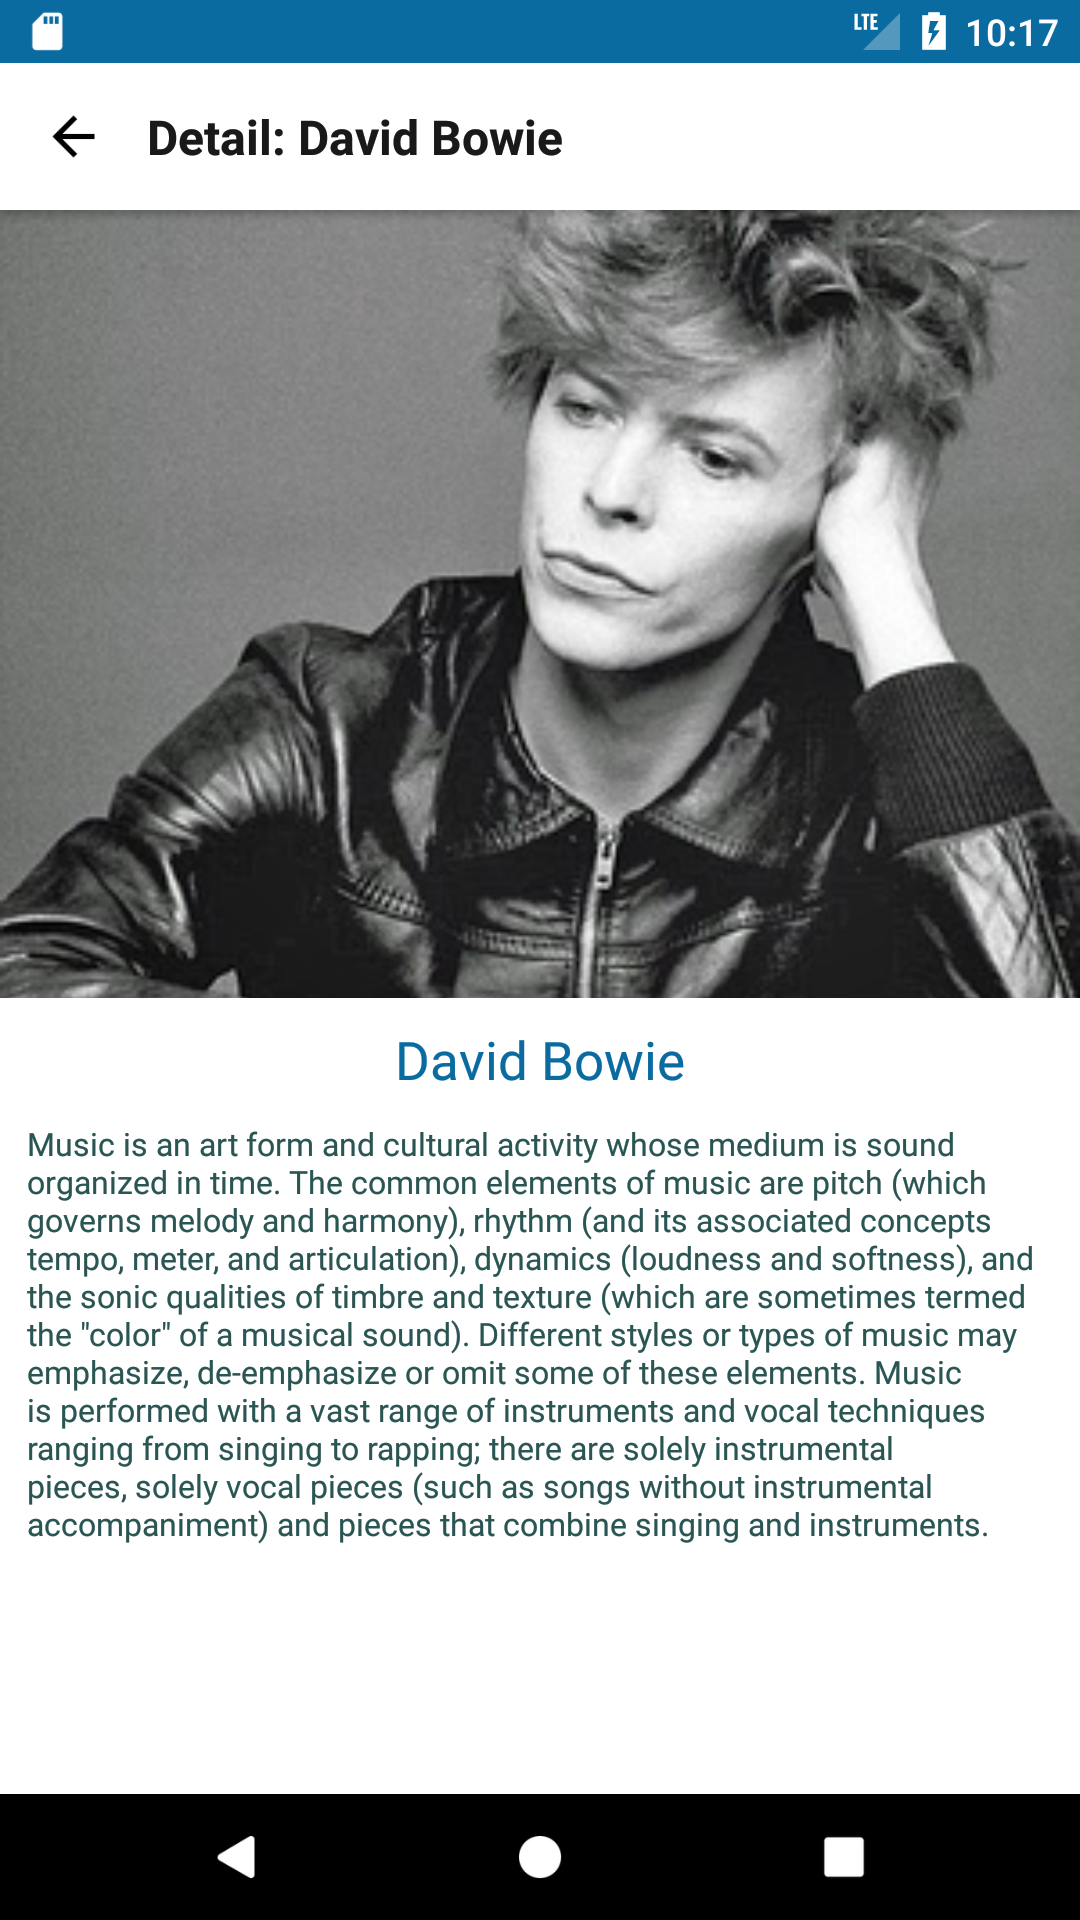 LTE 10:17
Detail: David Bowie
David Bowie
Music is an art form and cultural activity whose medium is sound
organized in time. The common elements of music are pitch (which
governs melody and harmony), rhythm (and its associated concepts
tempo, meter, and articulation), dynamics (loudness and softness), and
the sonic qualities of timbre and texture (which are sometimes termed
the "color" of a musical sound). Different styles or types of music may
emphasize, de-emphasize or omit some of these elements. Music
is performed with a vast range of instruments and vocal techniques
ranging from singing to rapping; there are solely instrumental
pieces, solely vocal pieces (such as songs without instrumental
accompaniment) and pieces that combine singing and instruments.